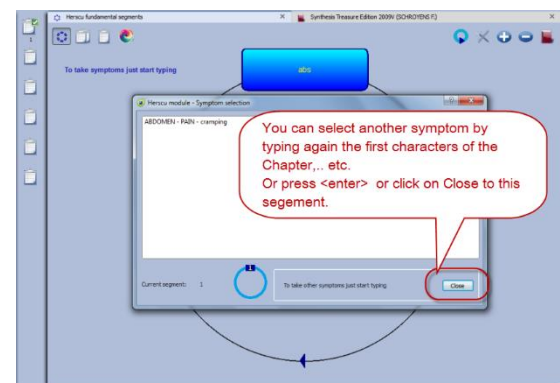 Herscu fundamental segments
Synthesis Treasure Edition 2009V (SCHROYENS F.)
1
To take symptoms just start typing
abs
Herscu module - Symptom selection
ABDOMEN - PAIN - cramping
You can select another symptom by
typing again the first characters of the
Chapter,.. etc.
Or press <enter> or click on Close to this
segement.
Current segment: 1
1
To take other symptoms just start typing
Close